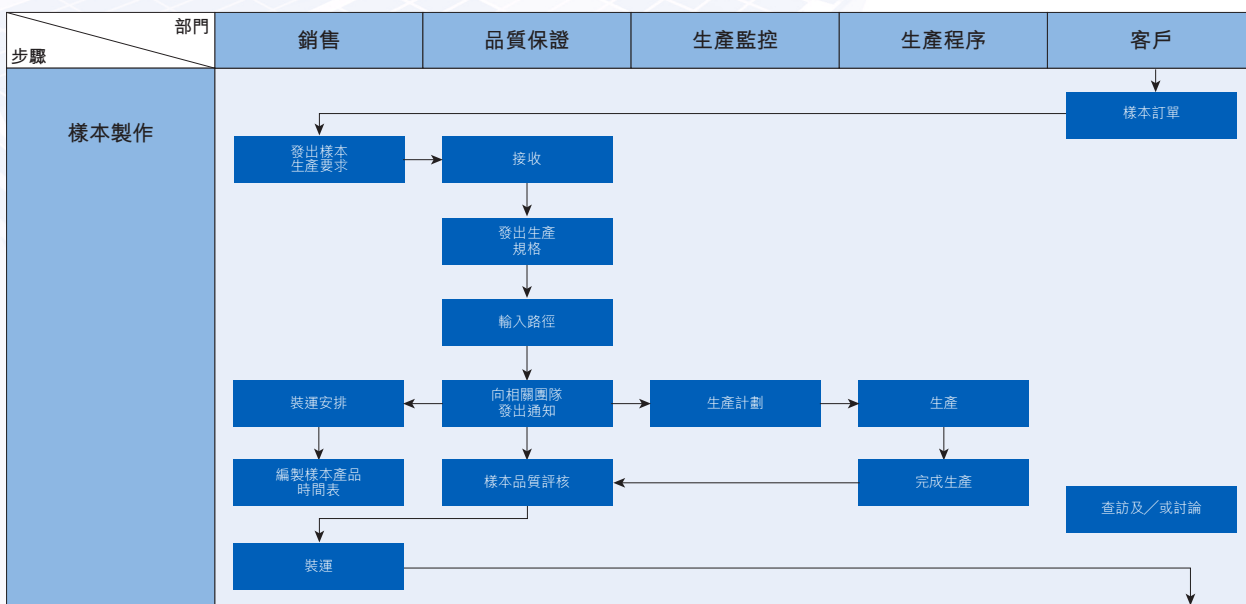 部門
步驟
銷售
品質保證
生產監控
生產程序
客戶
樣本製作
樣本訂單
發出樣本
生產要求
接收
發出生產
規格
輸入路徑
裝運安排
向相關團隊
發出通知
生產計劃
生產
編製樣本產品
時間表
樣本品質評核
完成生產
查訪及／或討論
裝運